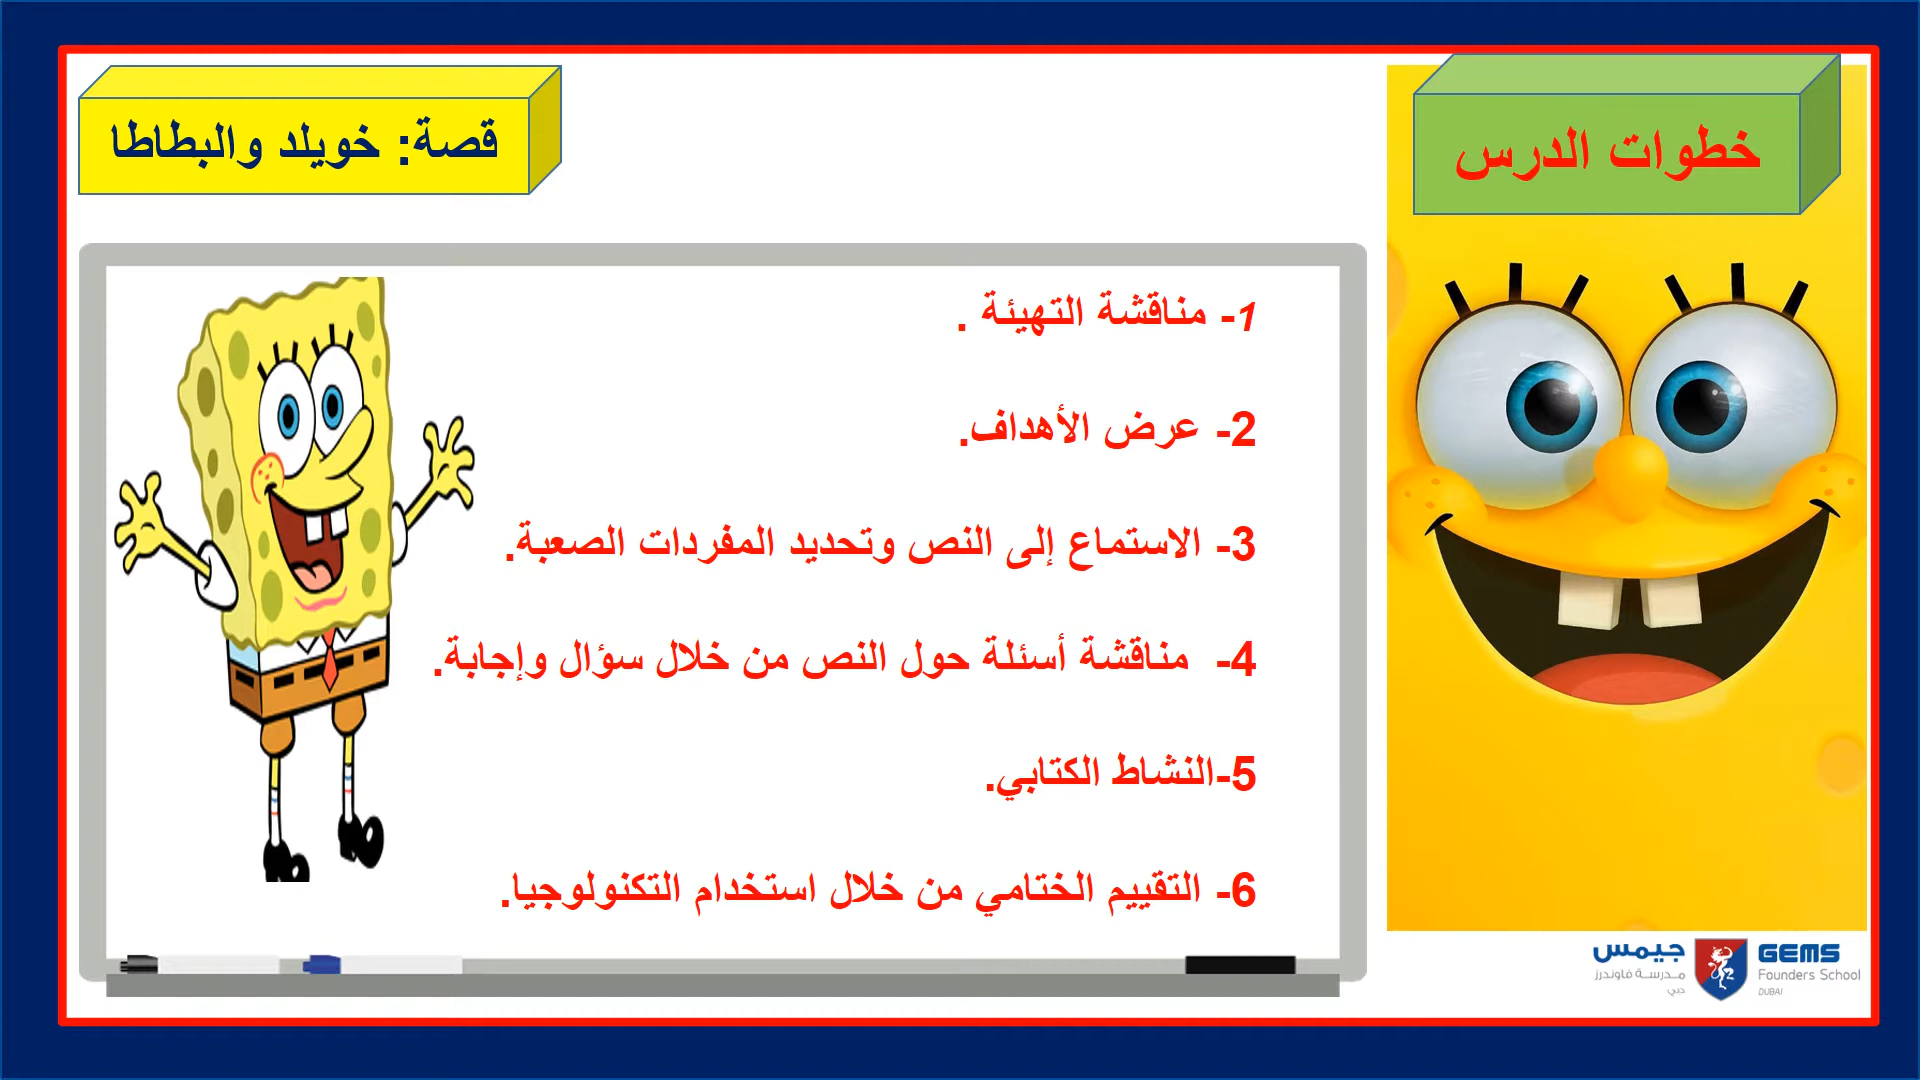 خطوات الدرس
قصة: خويلد والبطاطا
1- مناقشة التهيئة .
2- عرض الأهداف.
3- الاستماع إلى النص وتحديد المفردات الصعبة.
4- مناقشة أسئلة حول النص من خلال سؤال وإجابة.
5-النشاط الكتابي.
6- التقييم الختامي من خلال استخدام التكنولوجيا.
جيمس
مدرسة فاوندرز
دبي
GEMS
Founders School
DUBAI